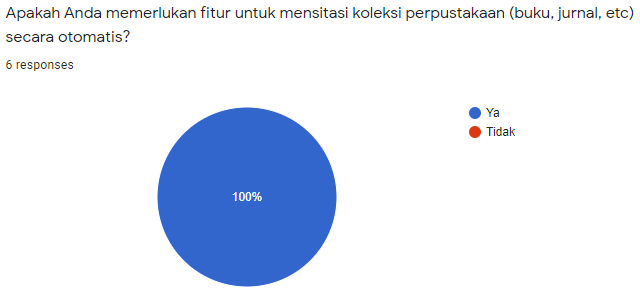 Apakah Anda memerlukan fitur untuk mensitasi koleksi perpustakaan (buku, jurnal, etc)
secara otomatis?
6 responses
Ya
Tidak
100%